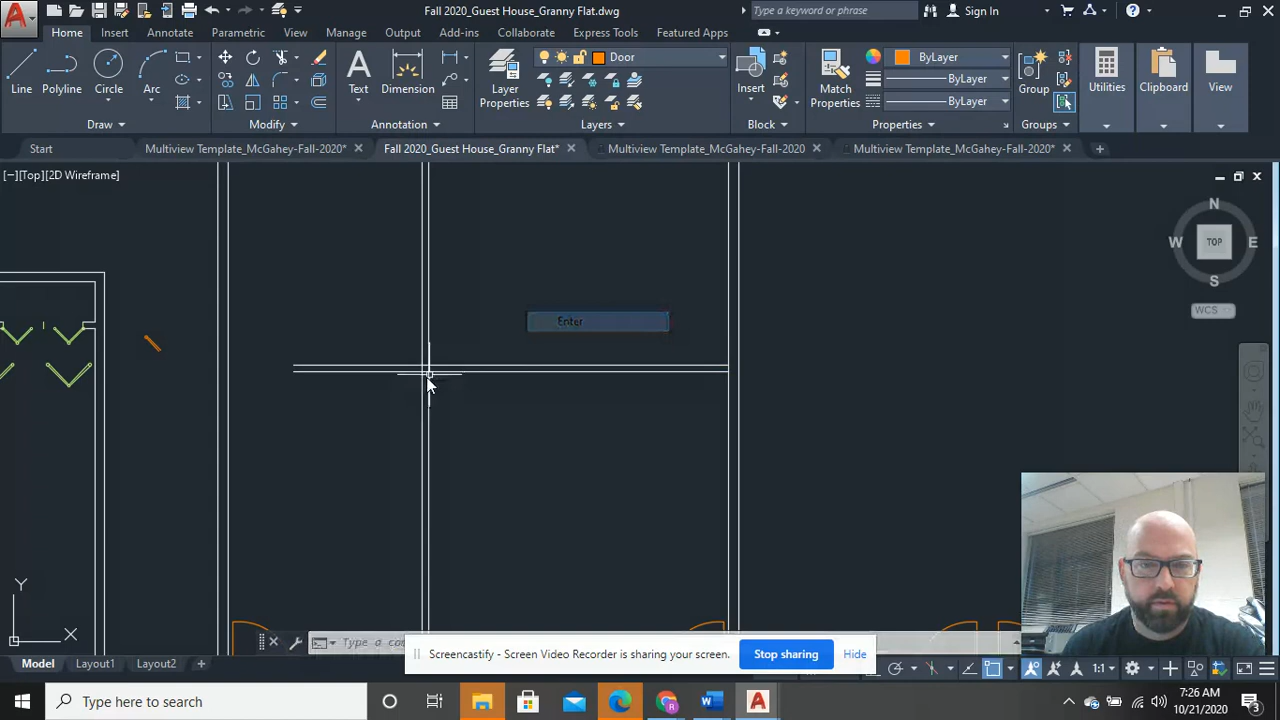 Fall 2020_Guest House_Granny Flat.dwg
Type a keyword or phrase
Sign In
Home
Insert
Annotate
Parametric
View
Manage
Output
Add-ins
Collaborate
Express Tools
Featured Apps
Line
Polyline
Circle
Arc
Text
Dimension
Layer
Properties
Door
Insert
Match
Properties
ByLayer
ByLayer
ByLayer
Group
Utilities
Clipboard
View
Draw
Modify
Annotation
Layers
Block
Properties
Groups
Start
Multiview Template_McGahey-Fall-2020*
Fall 2020_Guest House_Granny Flat*
Multiview Template_McGahey-Fall-2020
Multiview Template_McGahey-Fall-2020*
[−][Top][2D Wireframe]
N
W
TOP
E
S
WCS
Enter
Y
X
Type a co
Screencastify - Screen Video Recorder is sharing your screen.
Stop sharing
Hide
Model
Layout1
Layout2
1:1
Type here to search
7:26 AM
10/21/2020
3